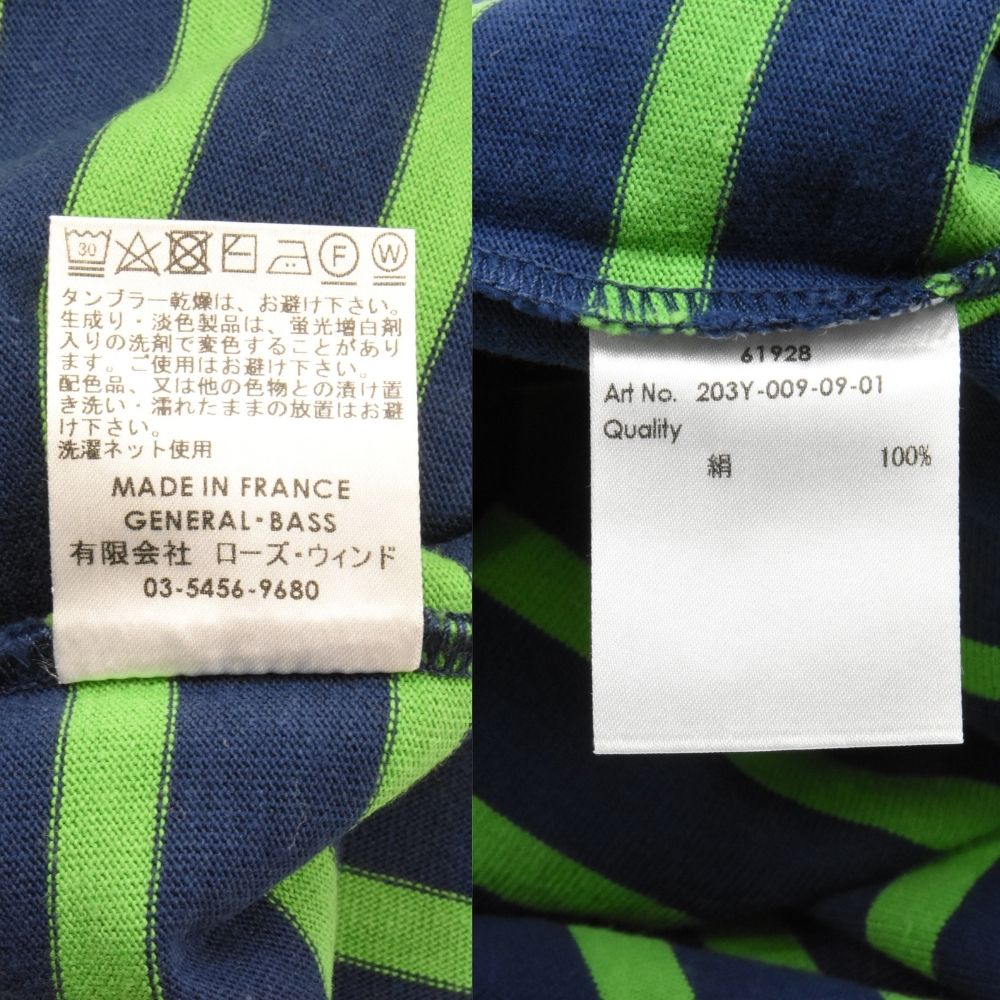 30
F
W
タンブラー乾燥は、お避け下さい。
生成り・淡色製品は、蛍光増白剤
入りの洗剤で変色することがあり
ます。ご使用はお避け下さい。
配色品、又は他の色物との漬け置
き洗い・濡れたままの放置はお避
け下さい。
洗濯ネット使用
MADE IN FRANCE
GENERAL・BASS
有限会社 ローズ・ウィンド
03-5456-9680
61928
Art No. 203Y-009-09-01
Quality
絹 100%